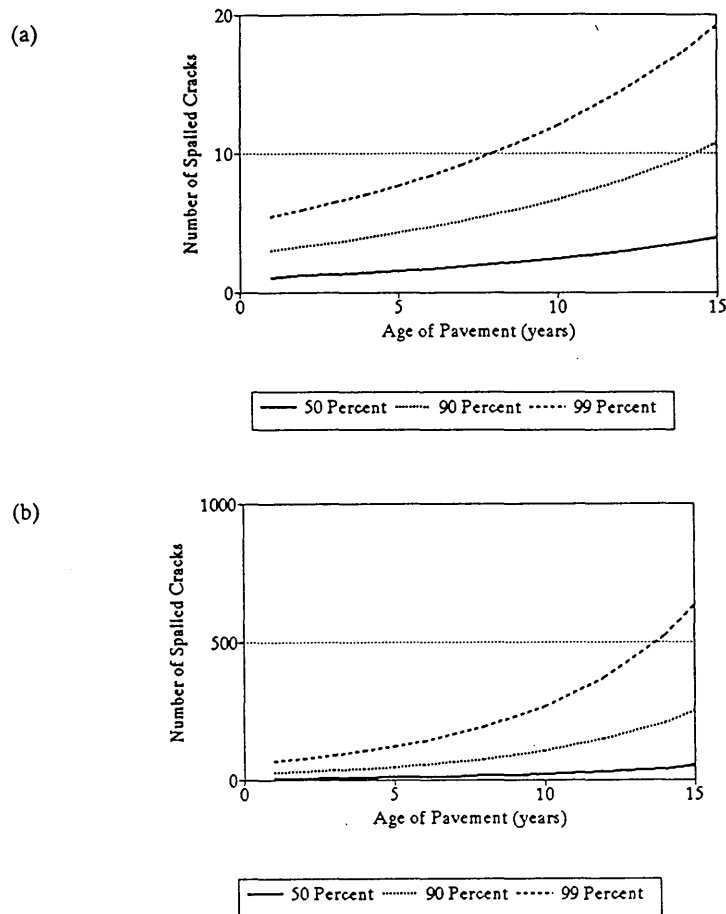 (a)
20
10
0
Number of Spalled Cracks
0 5 10 15
Age of Pavement (years)
50 Percent 90 Percent 99 Percent
(b)
1000
500
0
Number of Spalled Cracks
0 5 10 15
Age of Pavement (years)
50 Percent 90 Percent 99 Percent